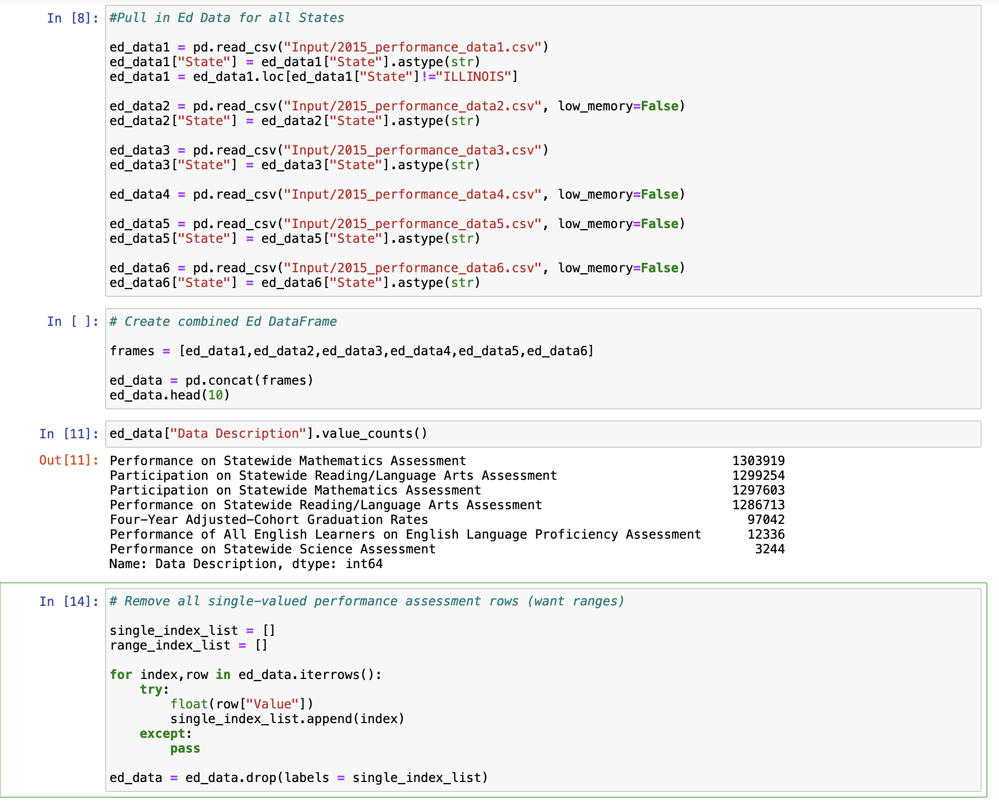 In [8]: #Pull in Ed Data for all States
ed_data1 = pd.read_csv("Input/2015_performance_data1.csv")
ed_data1["State"] = ed_data1["State"].astype(str)
ed_data1 = ed_data1.loc[ed_data1["State"]!="ILLINOIS"]
ed_data2 = pd.read_csv("Input/2015_performance_data2.csv", low_memory=False)
ed_data2["State"] = ed_data2["State"].astype(str)
ed_data3 = pd.read_csv("Input/2015_performance_data3.csv")
ed_data3["State"] = ed_data3["State"].astype(str)
ed_data4 = pd.read_csv("Input/2015_performance_data4.csv", low_memory=False)
ed_data5 = pd.read_csv("Input/2015_performance_data5.csv", low_memory=False)
ed_data5["State"] = ed_data5["State"].astype(str)
ed_data6 = pd.read_csv("Input/2015_performance_data6.csv", low_memory=False)
ed_data6["State"] = ed_data6["State"].astype(str)
In [ ]: # Create combined Ed DataFrame
frames = [ed_data1,ed_data2,ed_data3,ed_data4,ed_data5,ed_data6]
ed_data = pd.concat(frames)
ed_data.head(10)
In [11]: ed_data["Data Description"].value_counts()
Out[11]: Performance on Statewide Mathematics Assessment 1303919
Participation on Statewide Reading/Language Arts Assessment 1299254
Participation on Statewide Mathematics Assessment 1297603
Performance on Statewide Reading/Language Arts Assessment 1286713
Four-Year Adjusted-Cohort Graduation Rates 97042
Performance of All English Learners on English Language Proficiency Assessment 12336
Performance on Statewide Science Assessment 3244
Name: Data Description, dtype: int64
In [14]: # Remove all single-valued performance assessment rows (want ranges)
single_index_list = []
range_index_list = []
for index,row in ed_data.iterrows():
    try:
        float(row["Value"])
        single_index_list.append(index)
    except:
        pass
ed_data = ed_data.drop(labels = single_index_list)